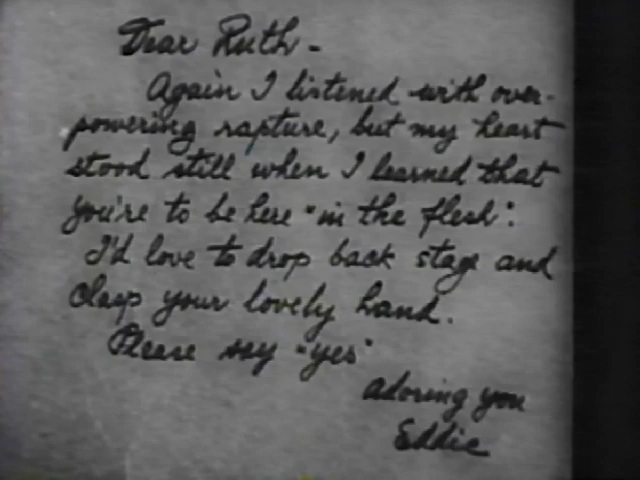 Dear Ruth -
Again I listened with over-
powering rapture, but my heart
stood still when I learned that
you're to be here "in the flesh".
I'd love to drop back stage and
clasp your lovely hand.
Please say "yes"
adoring you
Eddie